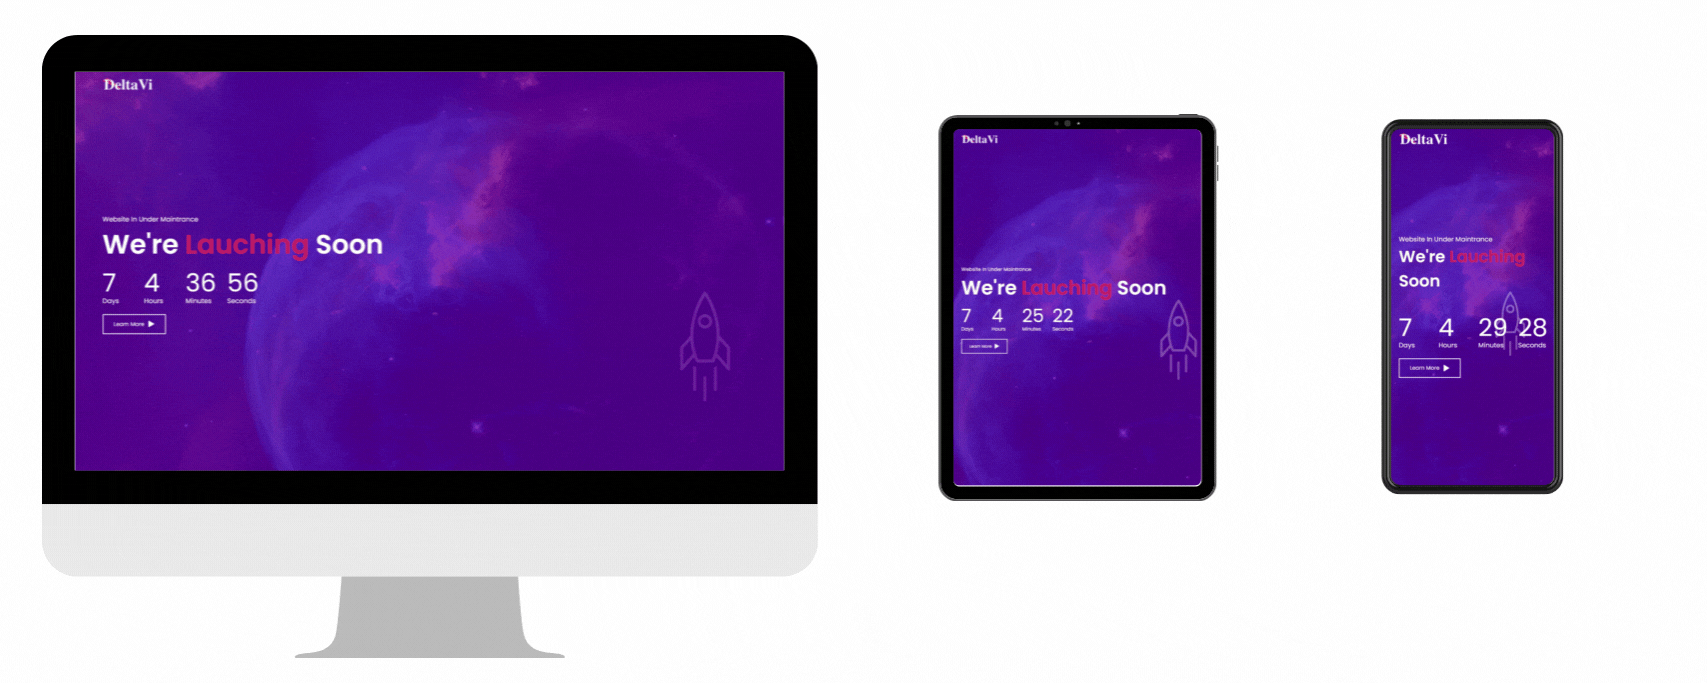 DeltaVi
Website In Under Maintrance
We're Lauching Soon
7 4 36 56
Days Hours Minutes Seconds
Learn More
DeltaVi
Website In Under Maintrance
We're Lauching Soon
7 4 25 22
Days Hours Minutes Seconds
Learn More
DeltaVi
Website In Under Maintrance
We're Lauching
Soon
7 4 29 28
Days Hours Minutes Seconds
Learn More